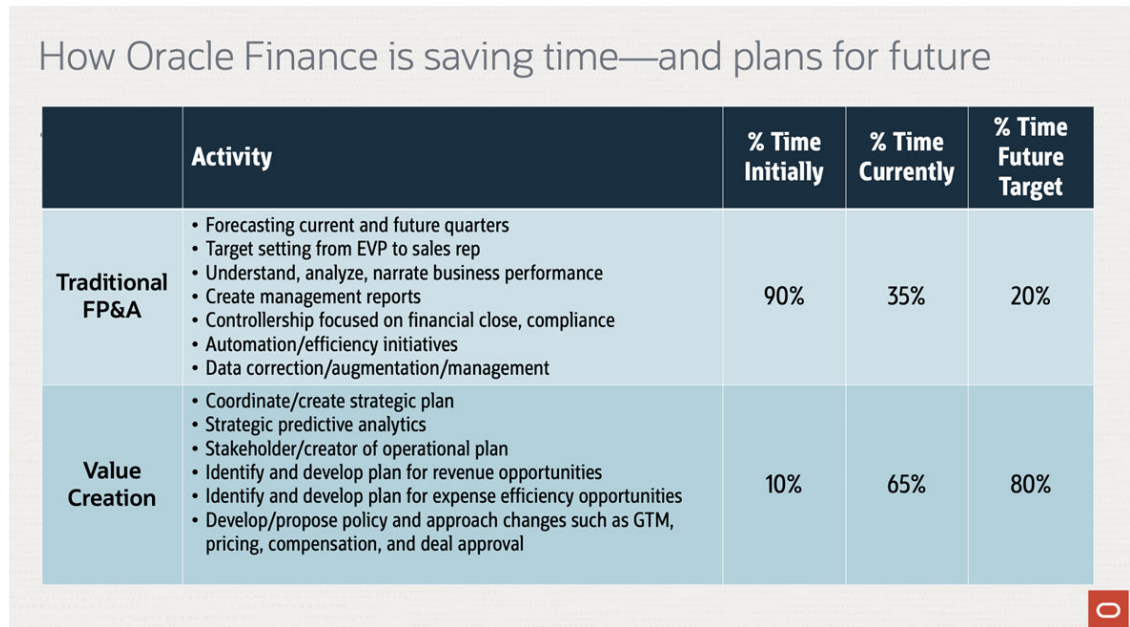 How Oracle Finance is saving time—and plans for future
Activity
% Time
Initially
% Time
Currently
% Time
Future
Target
Traditional
FP&A
• Forecasting current and future quarters
• Target setting from EVP to sales rep
• Understand, analyze, narrate business performance
• Create management reports
• Controllership focused on financial close, compliance
• Automation/efficiency initiatives
• Data correction/augmentation/management
90%
35%
20%
Value
Creation
• Coordinate/create strategic plan
• Strategic predictive analytics
• Stakeholder/creator of operational plan
• Identify and develop plan for revenue opportunities
• Identify and develop plan for expense efficiency opportunities
• Develop/propose policy and approach changes such as GTM,
pricing, compensation, and deal approval
10%
65%
80%